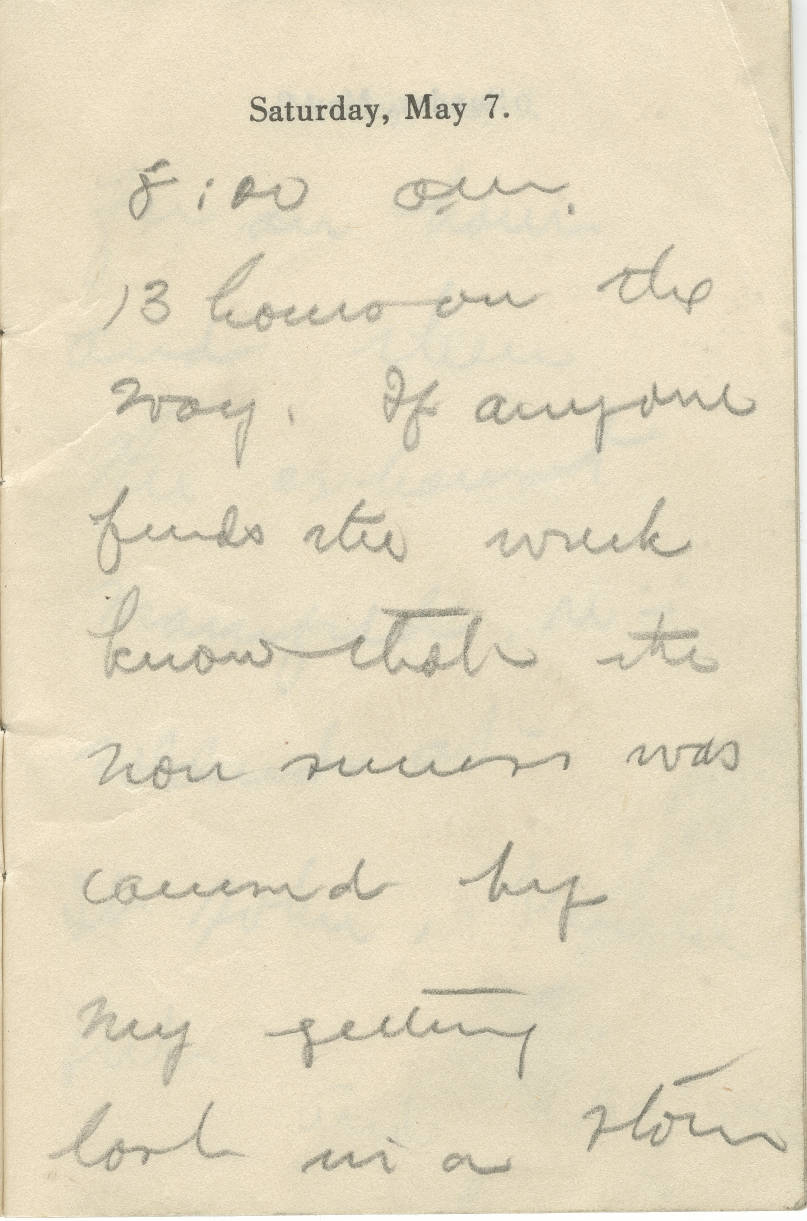 Saturday, May 7.
8:00 am.
13 hours on the
way. If anyone
finds the wreck
know that the
non success was
caused by
my getting
lost in a storm